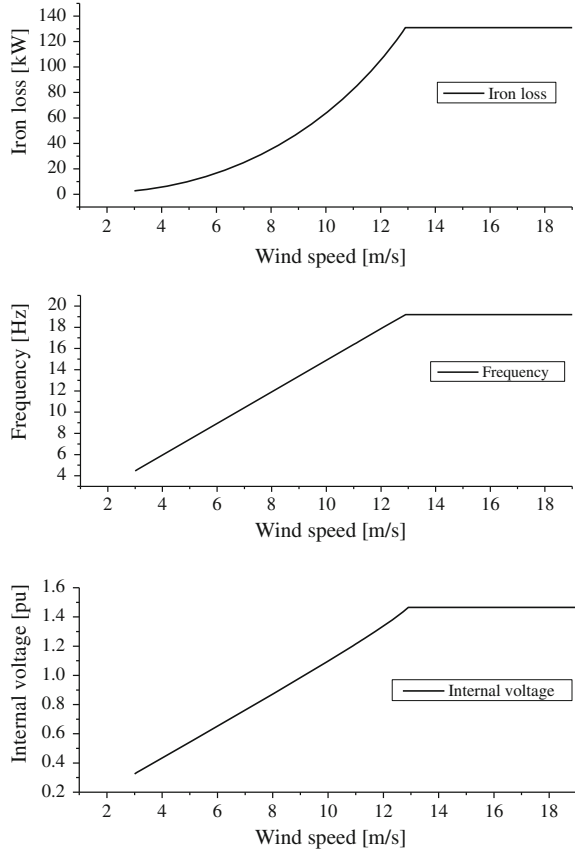 Iron loss [kW]
140
120
100
80
60
40
20
0
Iron loss
2 4 6 8 10 12 14 16 18
Wind speed [m/s]
Frequency [Hz]
20
18
16
14
12
10
8
6
4
Frequency
2 4 6 8 10 12 14 16 18
Wind speed [m/s]
Internal voltage [pu]
1.6
1.4
1.2
1.0
0.8
0.6
0.4
0.2
Internal voltage
2 4 6 8 10 12 14 16 18
Wind speed [m/s]